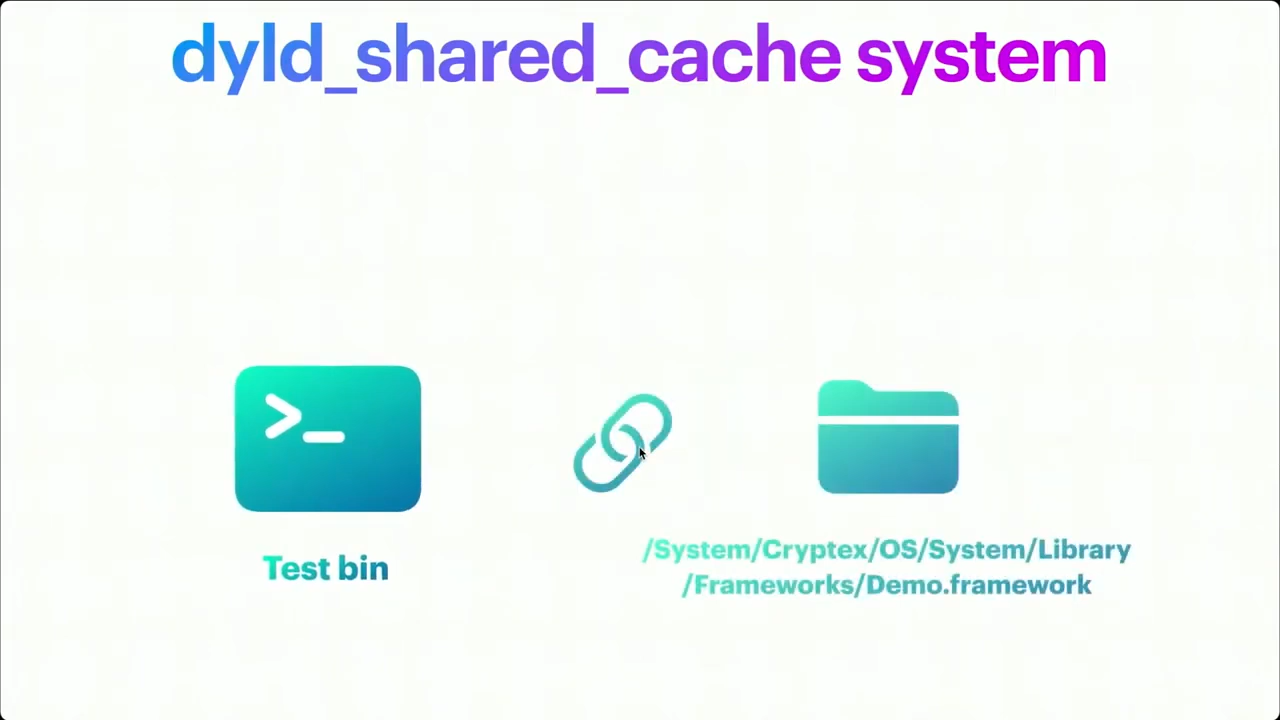 dyld_shared_cache system
>_
Test bin
/System/Cryptex/OS/System/Library
/Frameworks/Demo.framework